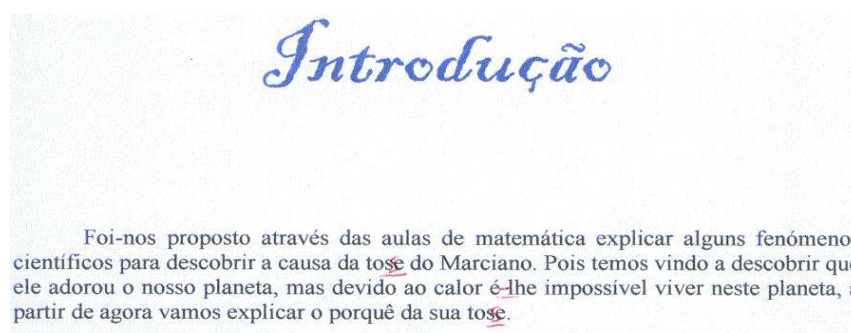 Introdução
Foi-nos proposto através das aulas de matemática explicar alguns fenómeno
científicos para descobrir a causa da tose do Marciano. Pois temos vindo a descobrir que
ele adorou o nosso planeta, mas devido ao calor é-lhe impossível viver neste planeta, a
partir de agora vamos explicar o porquê da sua tose.